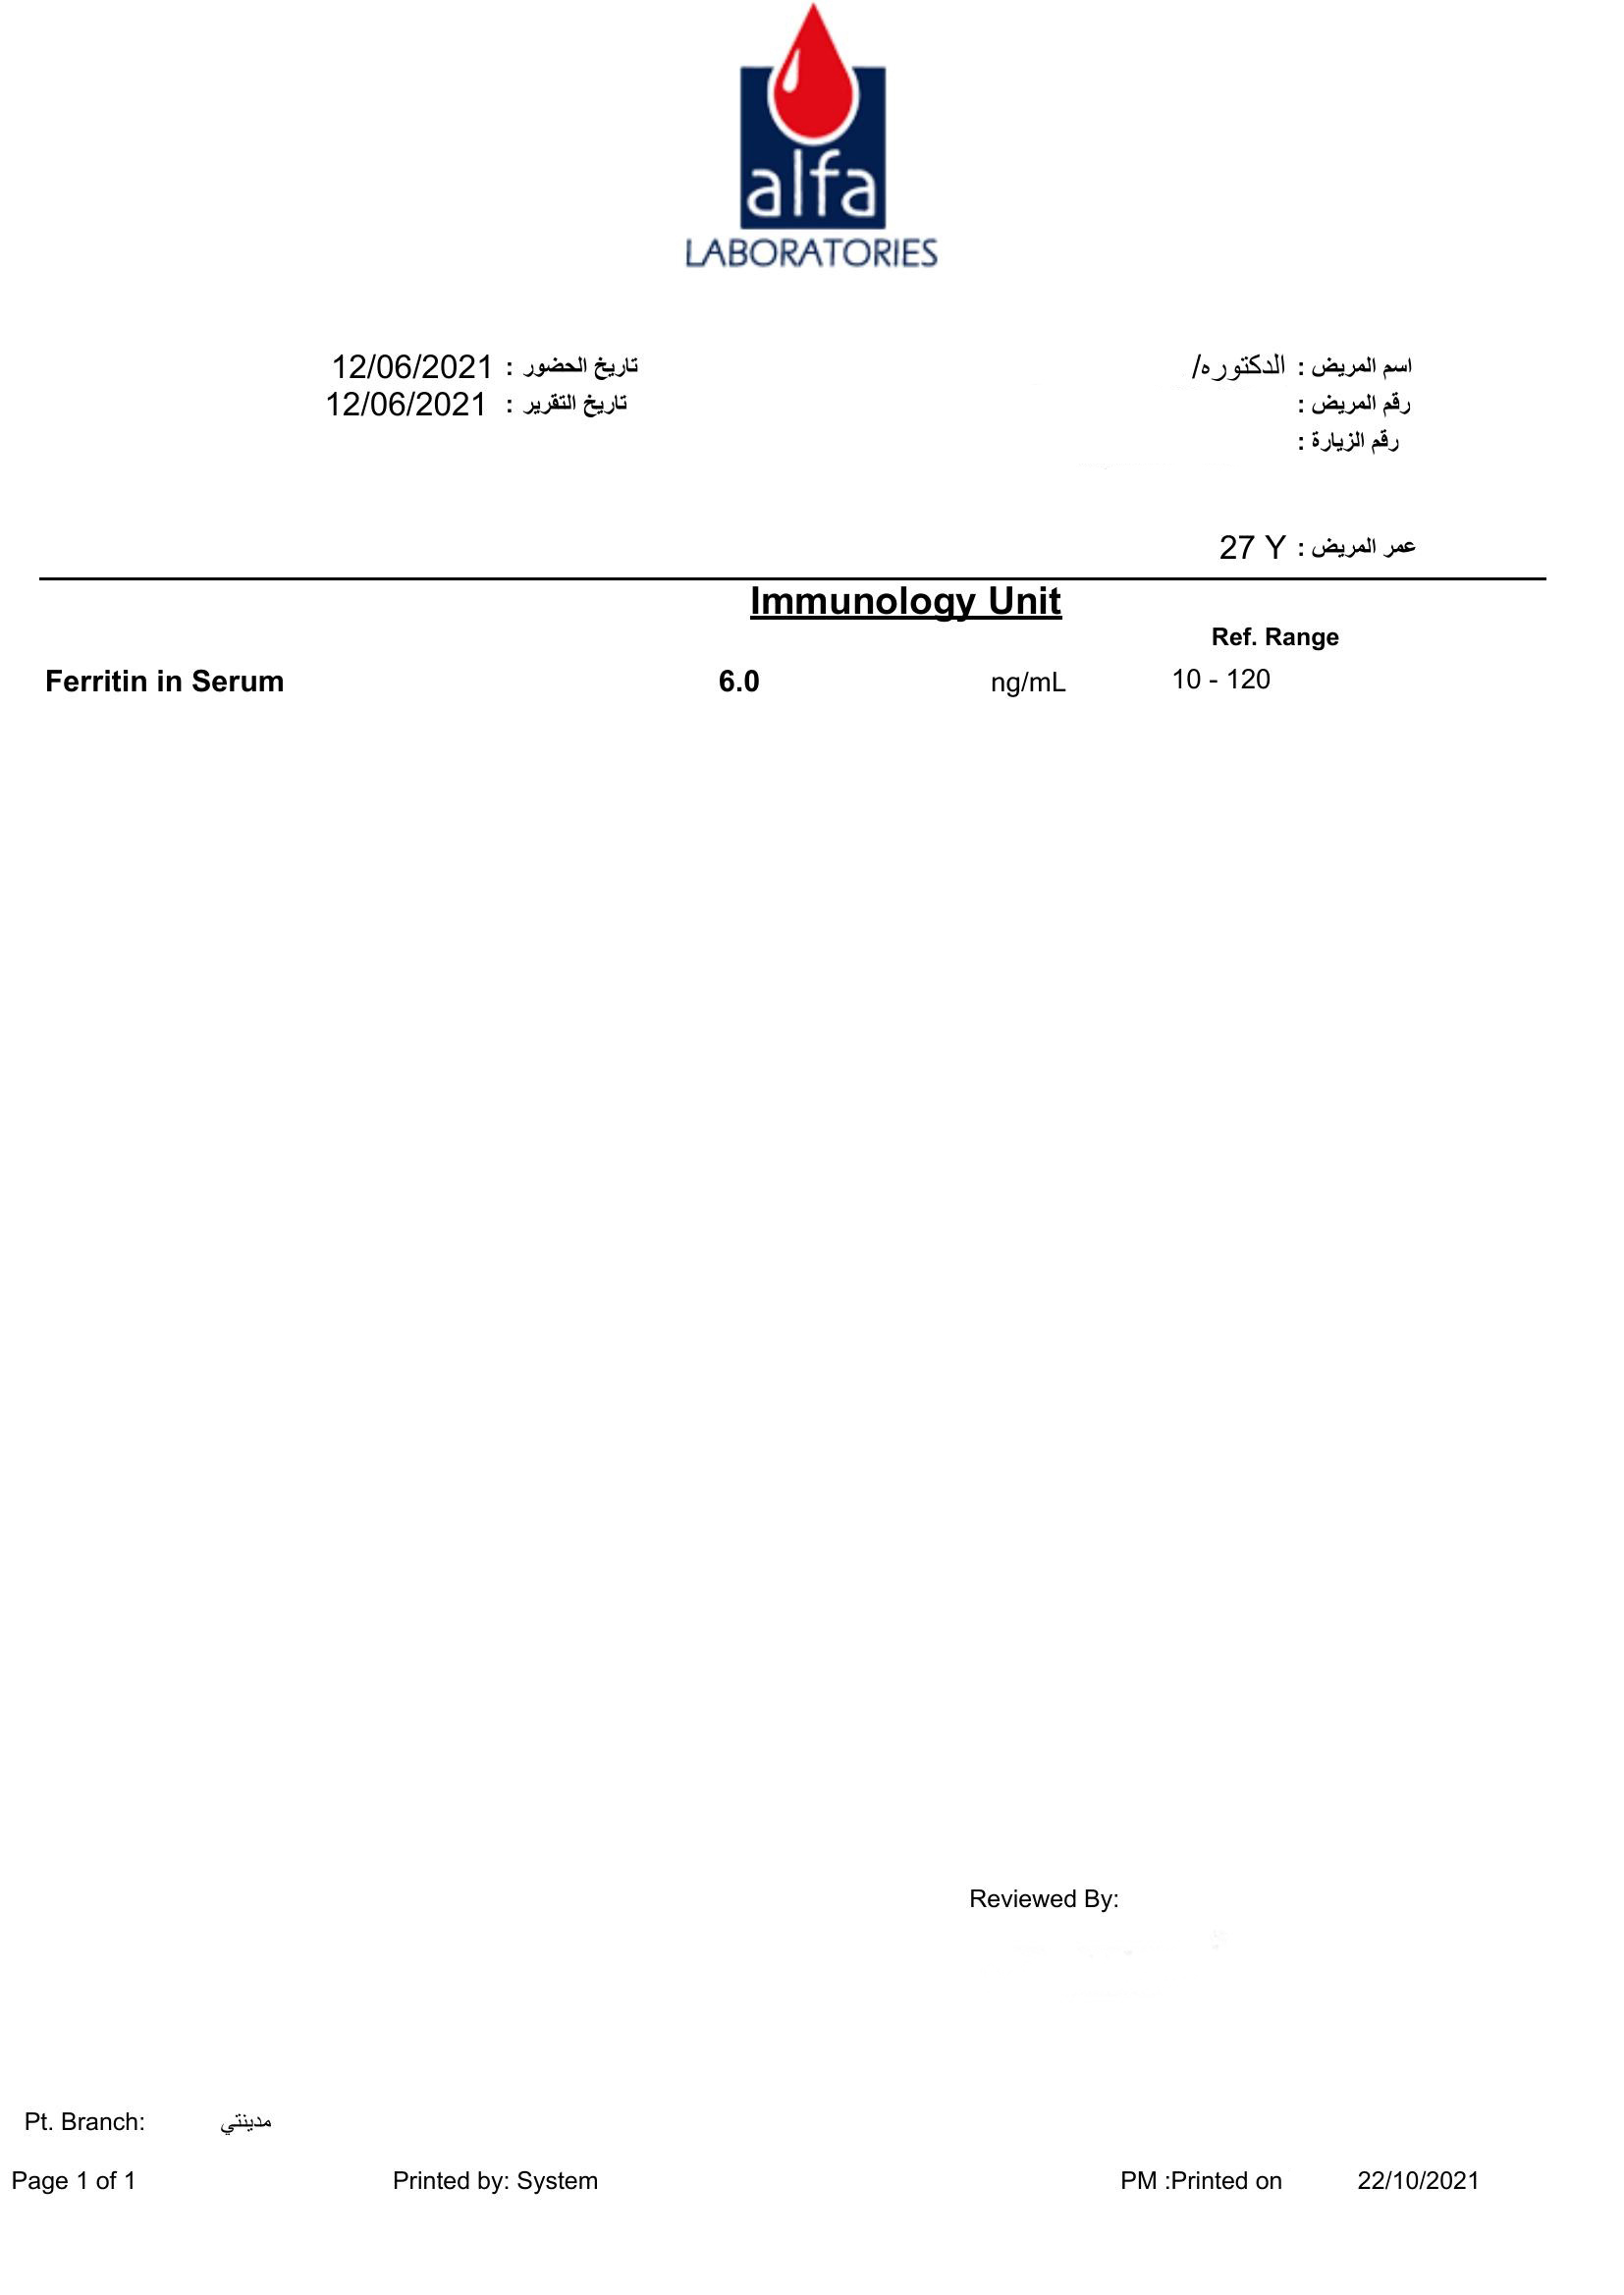 alfa
LABORATORIES
اسم المريض : الدكتوره/
تاريخ الحضور : 12/06/2021
رقم المريض :
تاريخ التقرير : 12/06/2021
رقم الزيارة :
عمر المريض : 27 Y
Immunology Unit
Ref. Range
Ferritin in Serum 6.0 ng/mL 10 - 120
Reviewed By:
Pt. Branch: مدينتي
Page 1 of 1 Printed by: System PM :Printed on 22/10/2021